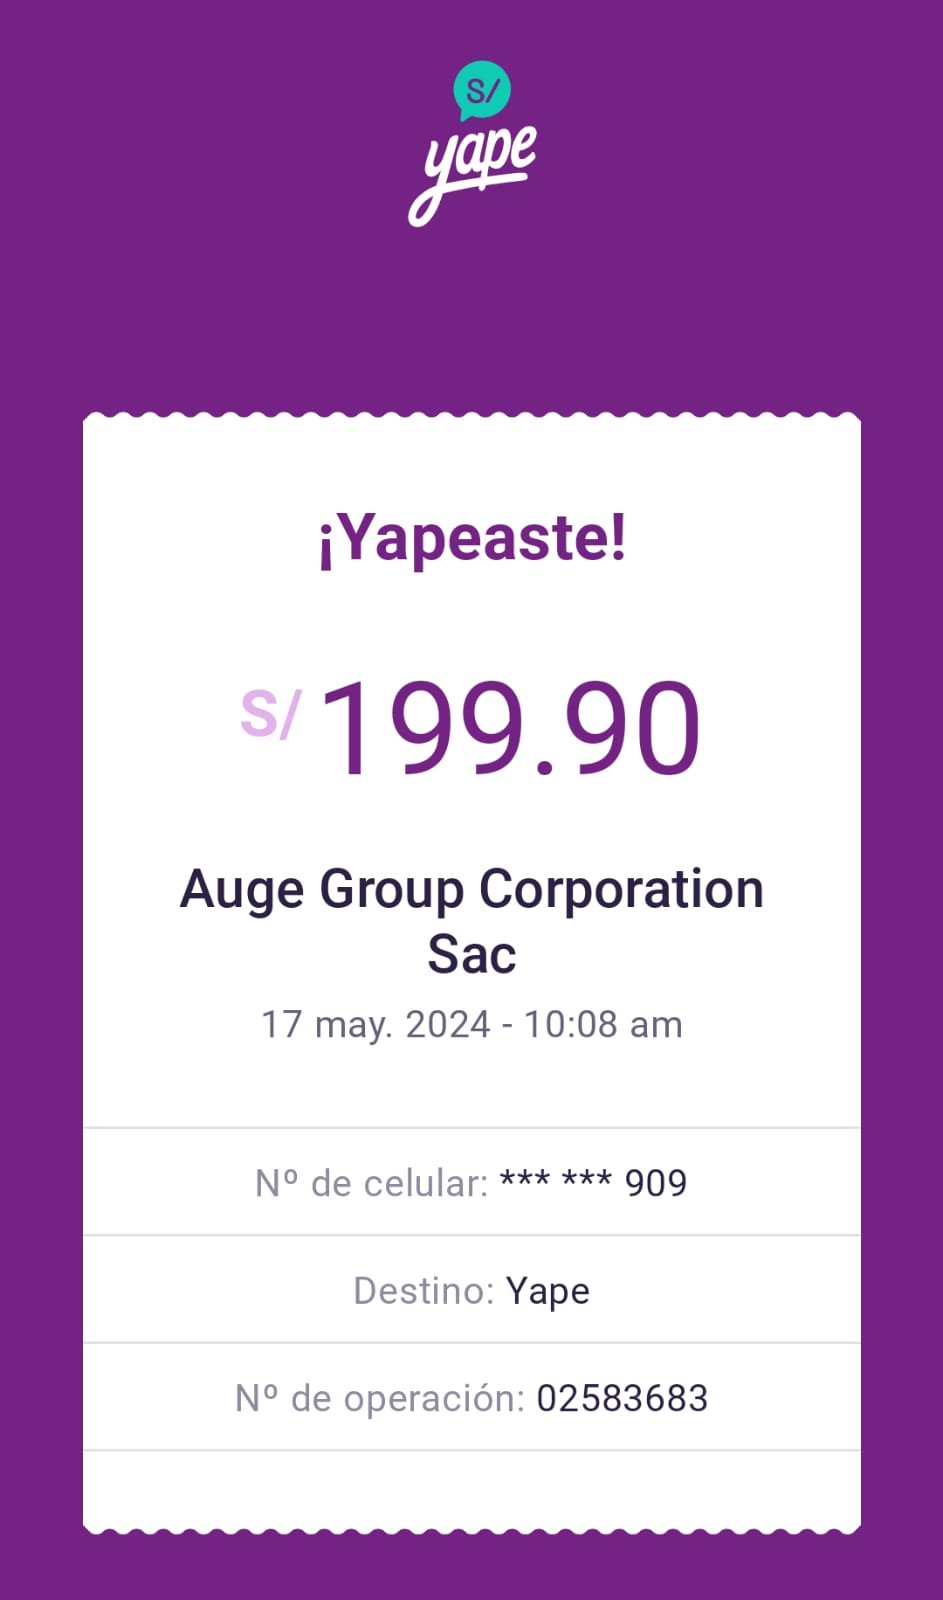 S/
yape
¡Yapeaste!
S/ 199.90
Auge Group Corporation
Sac
17 may. 2024 - 10:08 am
Nº de celular: *** *** 909
Destino: Yape
Nº de operación: 02583683